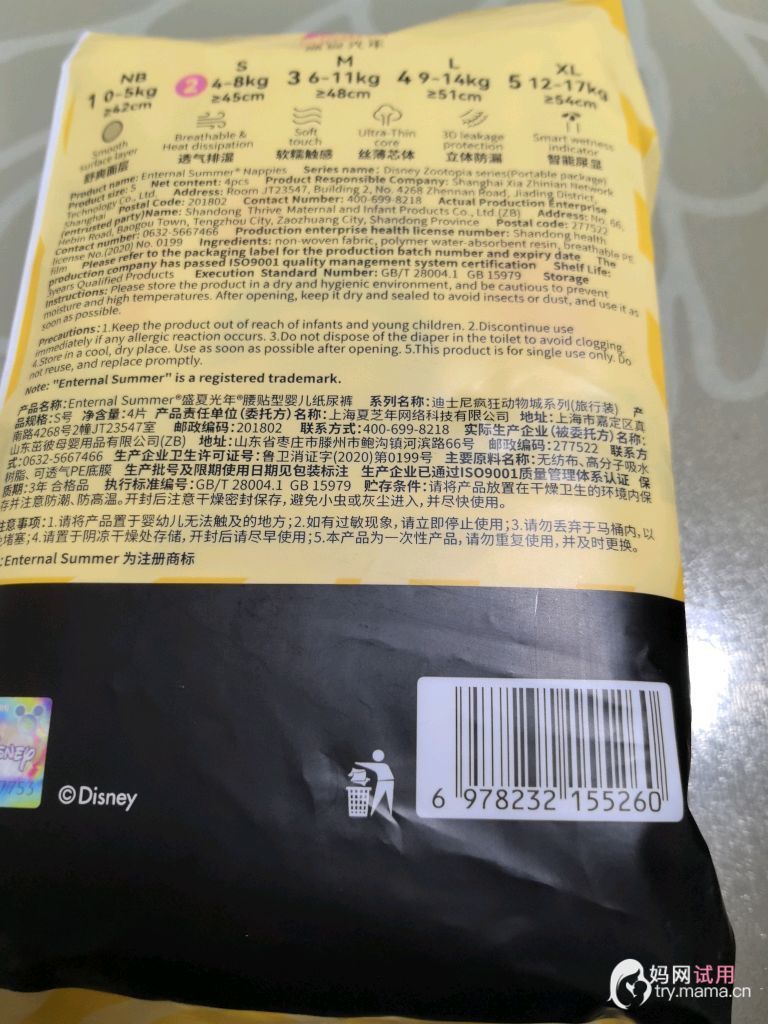 盛夏光年
NB S M L XL
1 0-5kg 2 4-8kg 3 6-11kg 4 9-14kg 5 12-17kg
≥42cm ≥45cm ≥48cm ≥51cm ≥54cm
Smooth surface layer Breathable & Heat dissipation Soft touch Ultra-Thin core 3D leakage protection Smart wetness indicator
舒爽面层 透气排湿 软糯触感 丝薄芯体 立体防漏 智能尿显
Product name: Enternal Summer® Nappies Series name: Disney Zootopia series(Portable package)
Product size: S Net content: 4pcs Product Responsible Company: Shanghai Xia Zhinian Network
Technology Co., Ltd. Address: Room JT23547, Building 2, No. 4268 Zhennan Road, Jiading District,
Shanghai Postal Code: 201802 Contact Number: 400-699-8218 Actual Production Enterprise
(entrusted party)Name: Shandong Thrive Maternal and Infant Products Co., Ltd.(ZB) Address: No. 66,
Hebin Road, Baogou Town, Tengzhou City, Zaozhuang City, Shandong Province Postal code: 277522
Contact number: 0632-5667466 Production enterprise health license number: Shandong health
license No.(2020) No. 0199 Ingredients: non-woven fabric, polymer water-absorbent resin, breathable PE
film Please refer to the packaging label for the production batch number and expiry date The
production company has passed ISO9001 quality management system certification Shelf Life:
3years Qualified Products Execution Standard Number: GB/T 28004.1 GB 15979 Storage
Instructions: Please store the product in a dry and hygienic environment, and be cautious to prevent
moisture and high temperatures. After opening, keep it dry and sealed to avoid insects or dust, and use it as
soon as possible.
Precautions: 1.Keep the product out of reach of infants and young children. 2.Discontinue use
immediately if any allergic reaction occurs. 3.Do not dispose of the diaper in the toilet to avoid clogging.
4.Store in a cool, dry place. Use as soon as possible after opening. 5.This product is for single use only. Do
not reuse, and replace promptly.
Note: "Enternal Summer" is a registered trademark.
产品名称:Enternal Summer®盛夏光年®腰贴型婴儿纸尿裤 系列名称:迪士尼疯狂动物城系列(旅行装) 产
品规格:S号 净含量:4片 产品责任单位(委托方)名称:上海夏芝年网络科技有限公司 地址:上海市嘉定区真
南路4268号2幢JT23547室 邮政编码:201802 联系方式:400-699-8218 实际生产企业(被委托方)名称:
山东茁彼母婴用品有限公司(ZB) 地址:山东省枣庄市滕州市鲍沟镇河滨路66号 邮政编码:277522 联系方
式:0632-5667466 生产企业卫生许可证号:鲁卫消证字(2020)第0199号 主要原料名称:无纺布、高分子吸水
树脂、可透气PE底膜 生产批号及限期使用日期见包装标注 生产企业已通过ISO9001质量管理体系认证 保
质期:3年 合格品 执行标准编号:GB/T 28004.1 GB 15979 贮存条件:请将产品放置在干燥卫生的环境内保
存并注意防潮、防高温。开封后请注意干燥密封保存,避免小虫或灰尘进入,并尽快使用。
注意事项:1.请将产品置于婴幼儿无法触及的地方;2.如有过敏现象,请立即停止使用;3.请勿丢弃于马桶内,以
堵塞;4.请置于阴凉干燥处存储,开封后请尽早使用;5.本产品为一次性产品,请勿重复使用,并及时更换。
:Enternal Summer 为注册商标
©Disney
6 978232 155260
妈网试用
try.mama.cn